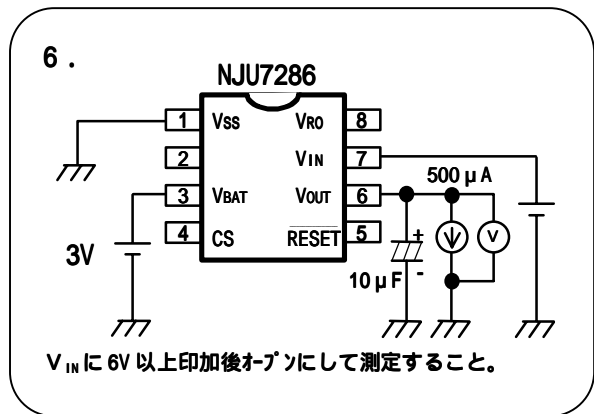 6.
NJU7286
1 VSS VRO 8
2 VIN 7
3 VBAT VOUT 6
4 CS RESET 5
500μA
V
3V
+
10μF
-
VINに6V以上印加後ｵｰﾌﾟﾝにして測定すること。